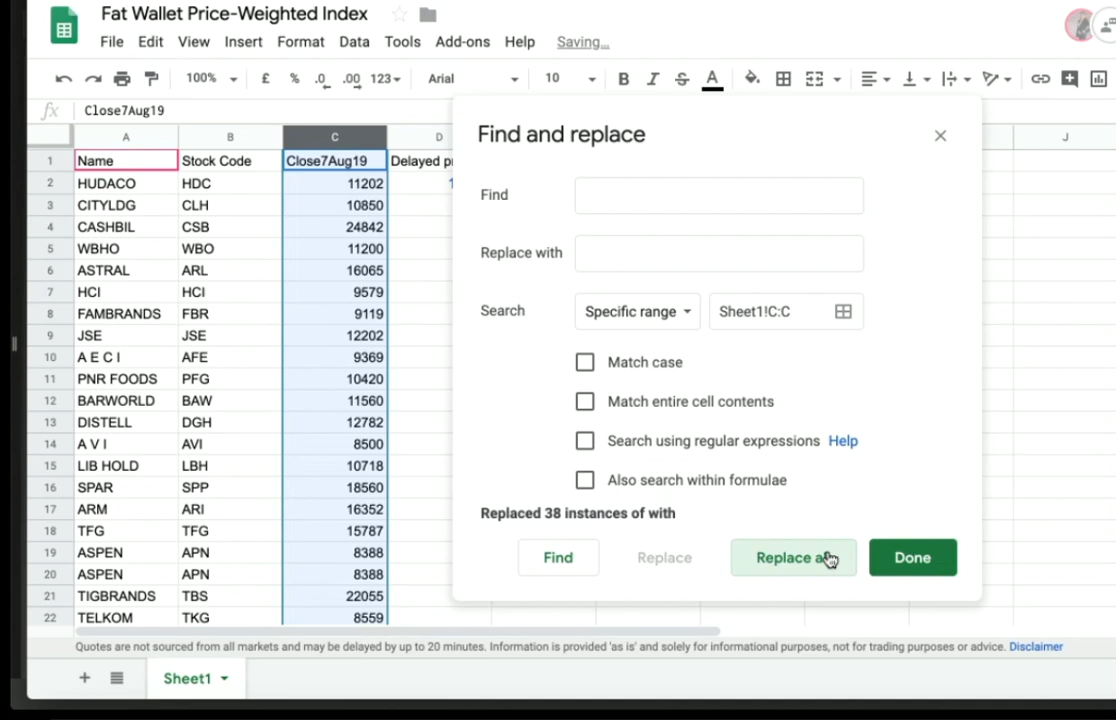 Fat Wallet Price-Weighted Index
File Edit View Insert Format Data Tools Add-ons Help Saving...
100% £ % .0 .00 123 Arial 10 B I S A
fx Close7Aug19
A B C D J
1 Name Stock Code Close7Aug19 Delayed pr
2 HUDACO HDC 11202 1
3 CITYLDG CLH 10850
4 CASHBIL CSB 24842
5 WBHO WBO 11200
6 ASTRAL ARL 16065
7 HCI HCI 9579
8 FAMBRANDS FBR 9119
9 JSE JSE 12202
10 A E C I AFE 9369
11 PNR FOODS PFG 10420
12 BARWORLD BAW 11560
13 DISTELL DGH 12782
14 A V I AVI 8500
15 LIB HOLD LBH 10718
16 SPAR SPP 18560
17 ARM ARI 16352
18 TFG TFG 15787
19 ASPEN APN 8388
20 ASPEN APN 8388
21 TIGBRANDS TBS 22055
22 TELKOM TKG 8559
Find and replace
Find
Replace with
Search Specific range Sheet1!C:C
Match case
Match entire cell contents
Search using regular expressions Help
Also search within formulae
Replaced 38 instances of with
Find Replace Replace a Done
Quotes are not sourced from all markets and may be delayed by up to 20 minutes. Information is provided 'as is' and solely for informational purposes, not for trading purposes or advice. Disclaimer
Sheet1